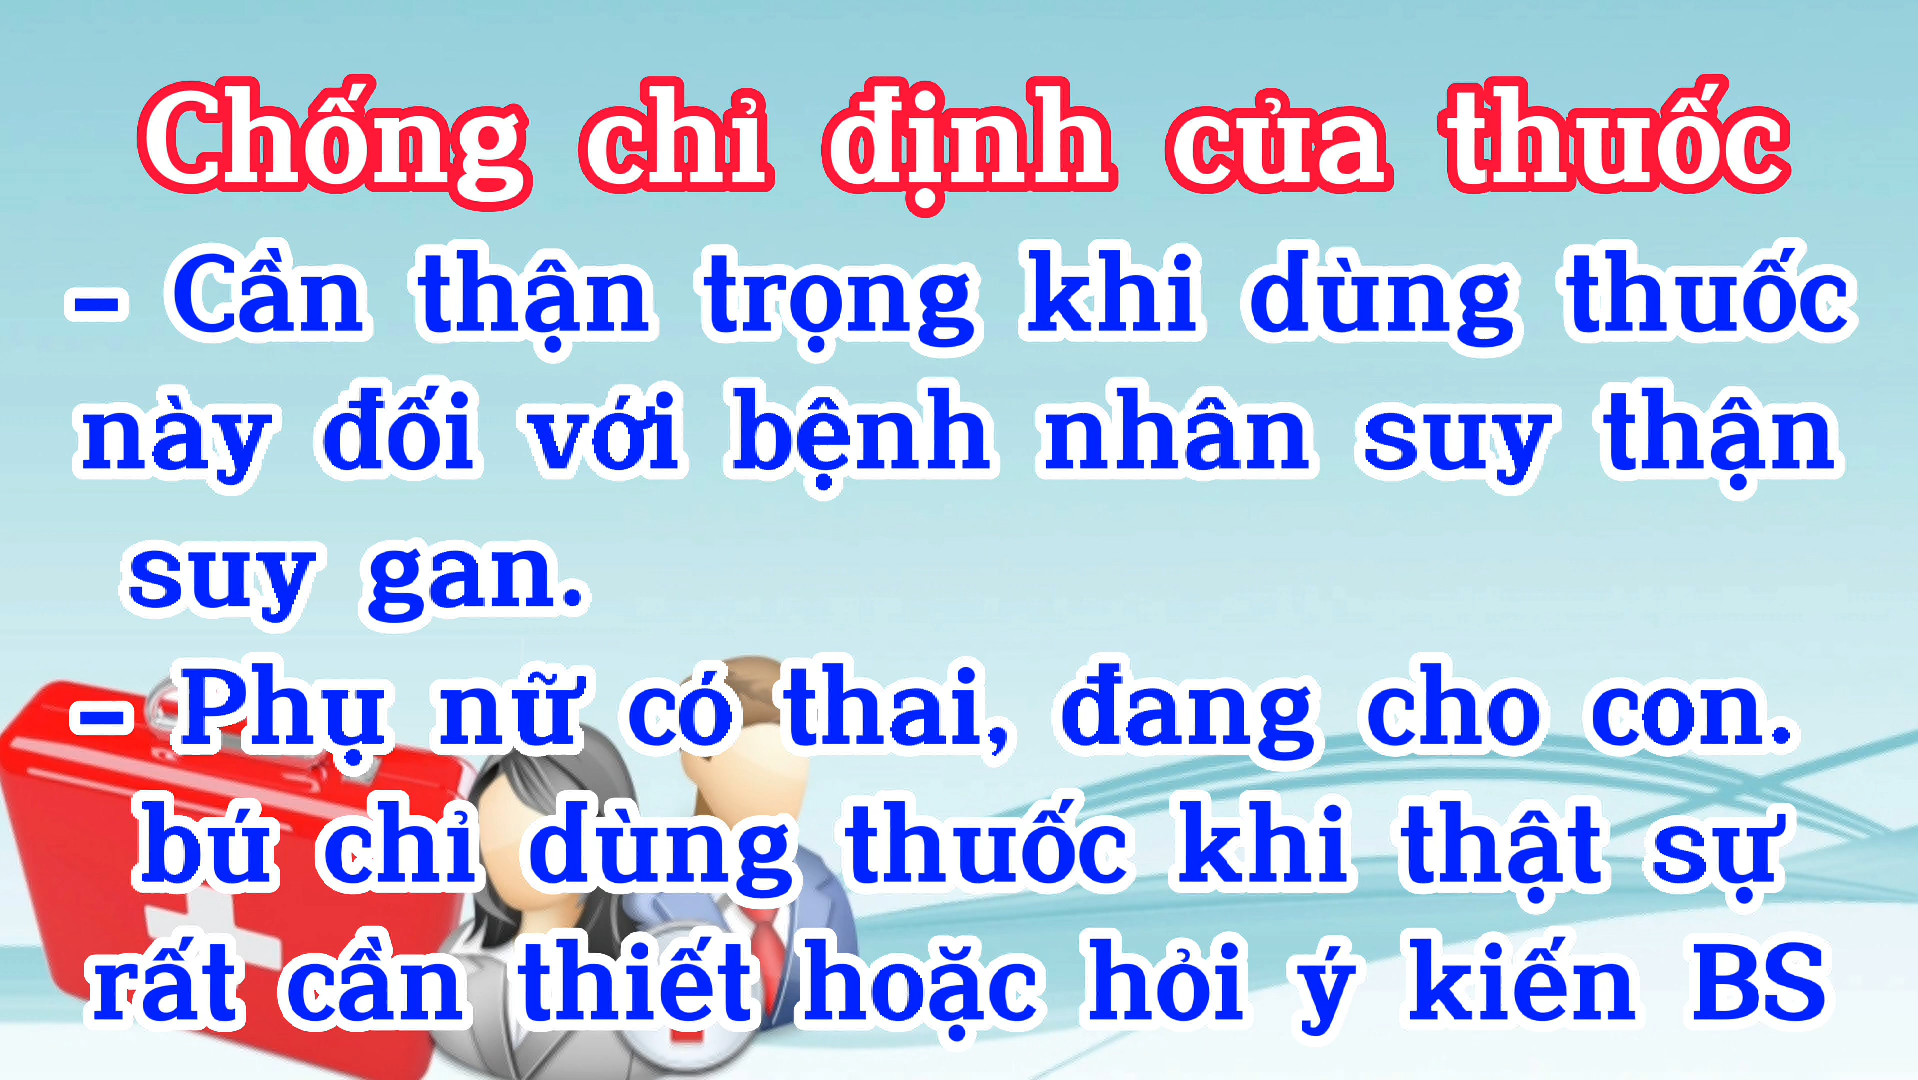 Chống chỉ định của thuốc
- Cần thận trọng khi dùng thuốc
này đối với bệnh nhân suy thận
suy gan.
- Phụ nữ có thai, đang cho con.
bú chỉ dùng thuốc khi thật sự
rất cần thiết hoặc hỏi ý kiến BS